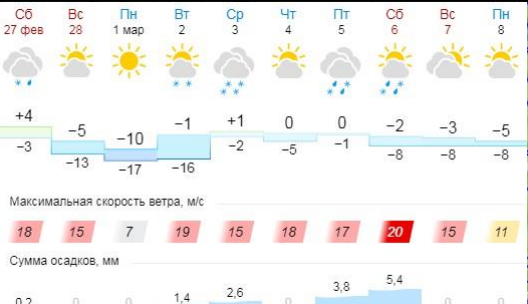 Сб Вс Пн Вт Ср Чт Пт Сб Вс Пн
27 фев 28 1 мар 2 3 4 5 6 7 8
+4 −5 −10 −1 +1 0 0 −2 −3 −5
−3 −13 −17 −16 −2 −5 −1 −8 −8 −8
Максимальная скорость ветра, м/с
18 15 7 19 15 18 17 20 15 11
Сумма осадков, мм
0,2 0 0 1,4 2,6 0 3,8 5,4 0 0